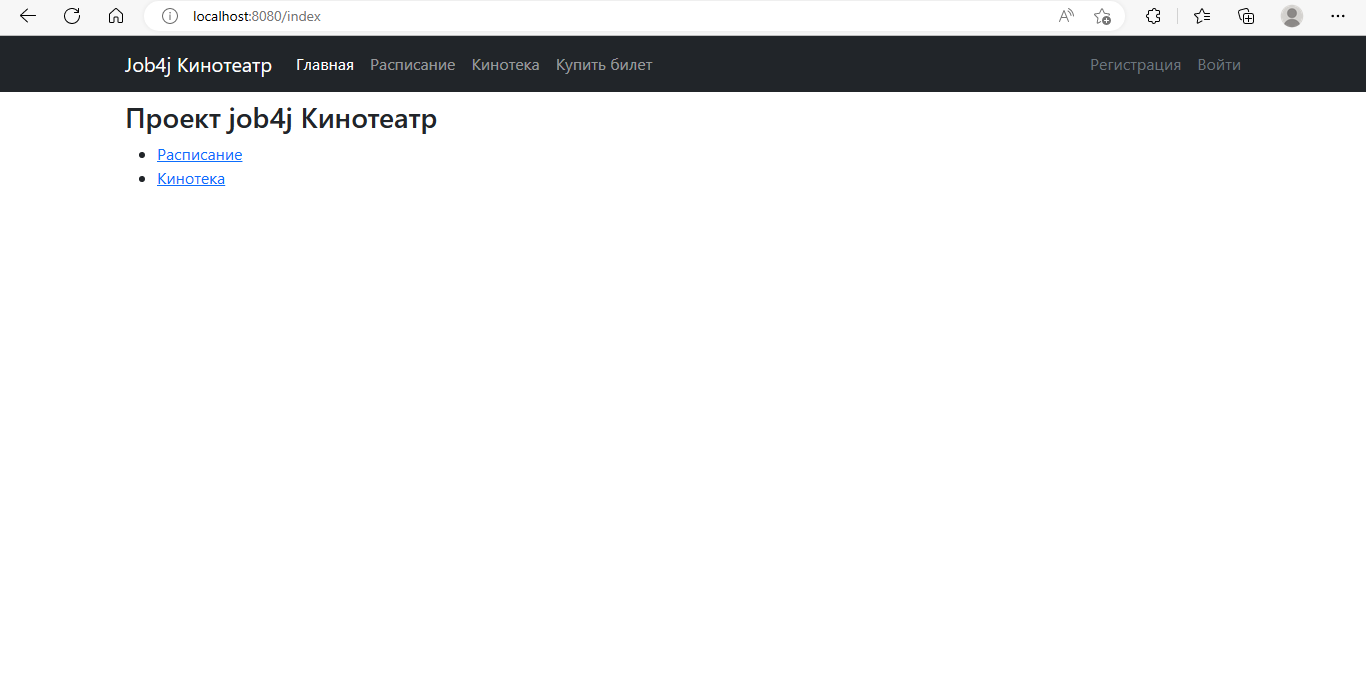 localhost:8080/index
Job4j Кинотеатр Главная Расписание Кинотека Купить билет Регистрация Войти
Проект job4j Кинотеатр
Расписание
Кинотека